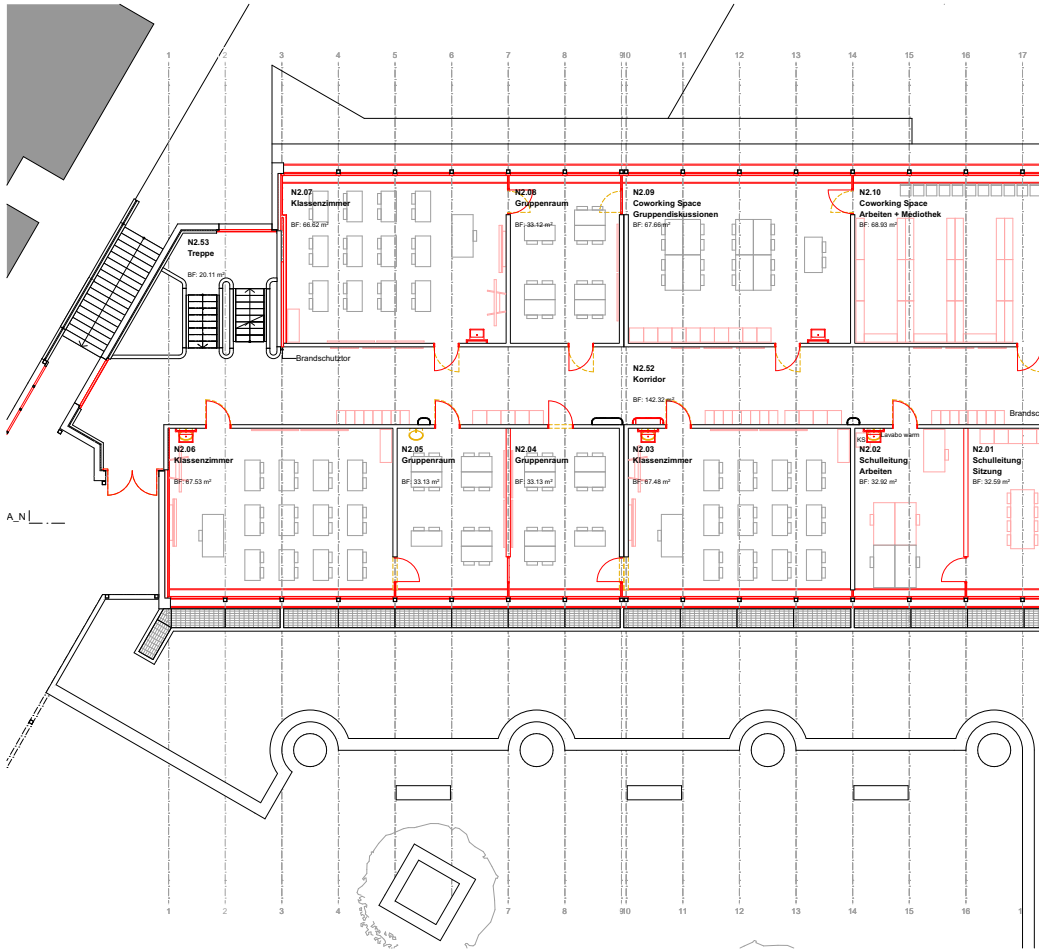 1 2 3 4 5 6 7 8 9 10 11 12 13 14 15 16 17
N2.07
Klassenzimmer
BF: 66.62 m²
N2.08
Gruppenraum
BF: 33.12 m²
N2.09
Coworking Space
Gruppendiskussionen
BF: 67.66 m²
N2.10
Coworking Space
Arbeiten + Mediothek
BF: 68.93 m²
N2.53
Treppe
BF: 20.11 m²
Brandschutztor
N2.52
Korridor
BF: 142.32 m²
Brandsc
N2.06
Klassenzimmer
BF: 67.53 m²
N2.05
Gruppenraum
BF: 33.13 m²
N2.04
Gruppenraum
BF: 33.13 m²
N2.03
Klassenzimmer
BF: 67.48 m²
KS
Lavabo warm
N2.02
Schulleitung
Arbeiten
BF: 32.92 m²
N2.01
Schulleitung
Sitzung
BF: 32.59 m²
A_N
1 2 3 4 5 6 7 8 9 10 11 12 13 14 15 16 17